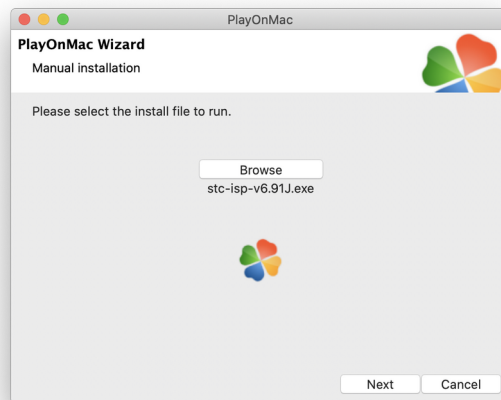 PlayOnMac
PlayOnMac Wizard
Manual installation
Please select the install file to run.
Browse
stc-isp-v6.91J.exe
Next
Cancel